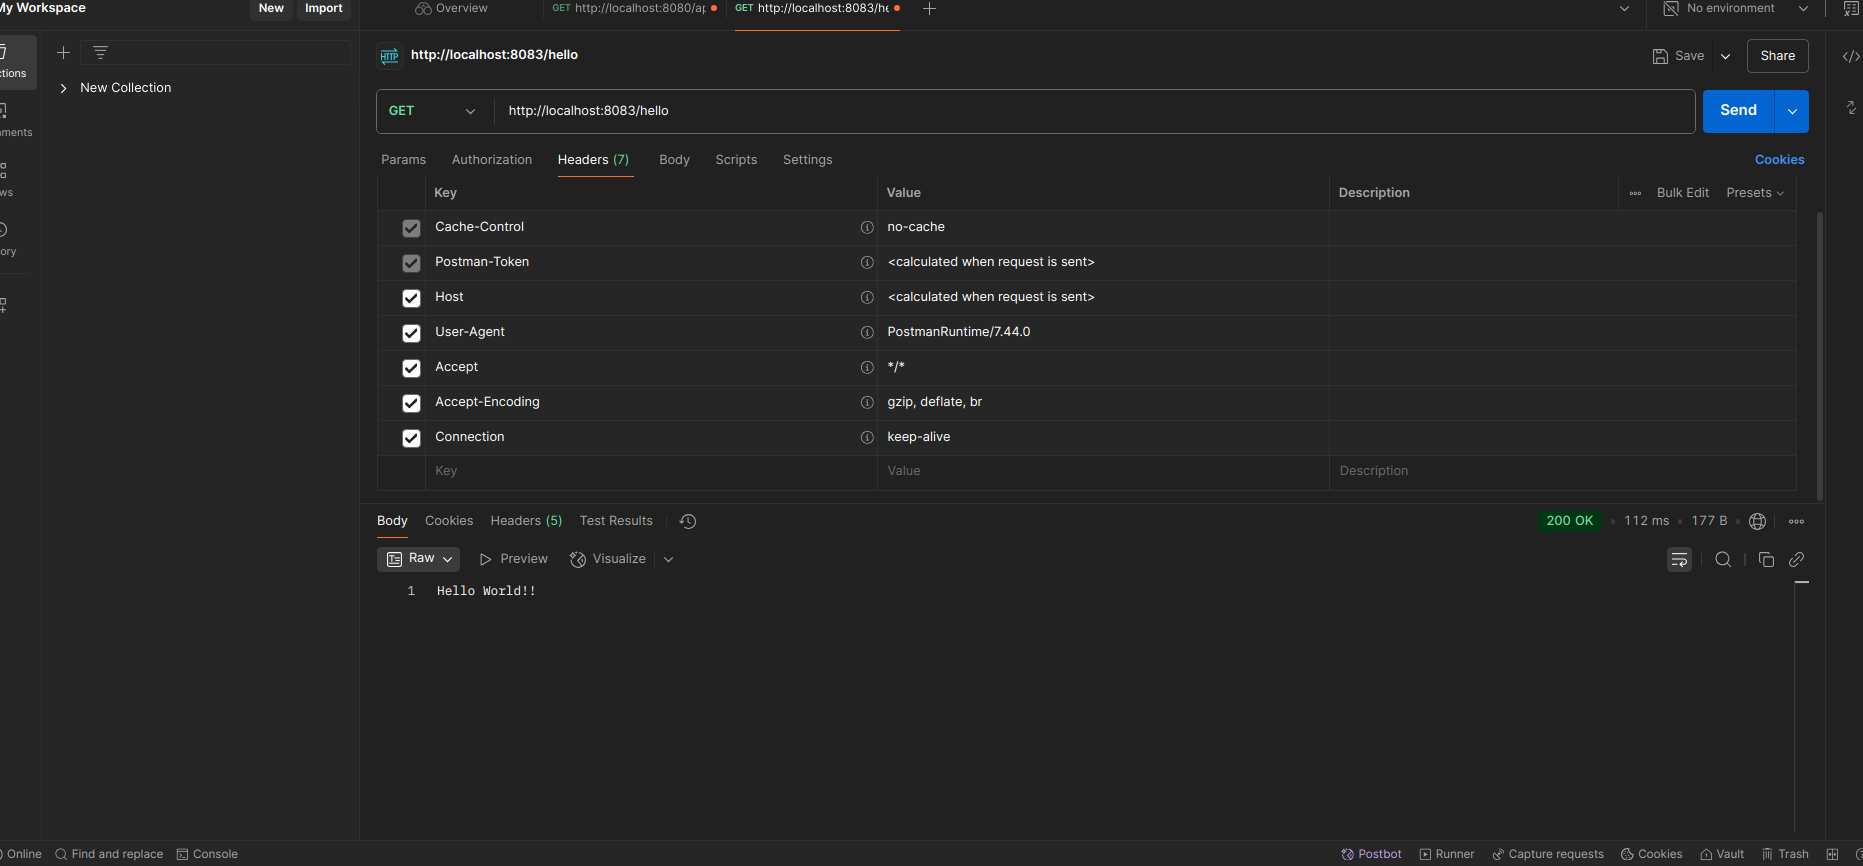 My Workspace New Import Overview GET http://localhost:8080/ap GET http://localhost:8083/he No environment
http://localhost:8083/hello Save Share
New Collection
GET http://localhost:8083/hello Send
Params Authorization Headers (7) Body Scripts Settings Cookies
Key Value Description Bulk Edit Presets
Cache-Control no-cache
Postman-Token <calculated when request is sent>
Host <calculated when request is sent>
User-Agent PostmanRuntime/7.44.0
Accept */*
Accept-Encoding gzip, deflate, br
Connection keep-alive
Key Value Description
Body Cookies Headers (5) Test Results 200 OK 112 ms 177 B
Raw Preview Visualize
1 Hello World!!
Online Find and replace Console Postbot Runner Capture requests Cookies Vault Trash